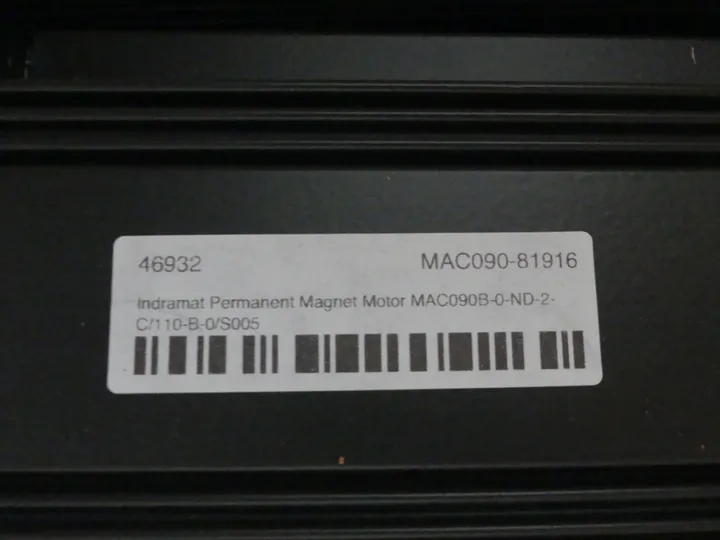 46932 MAC090-81916
Indramat Permanent Magnet Motor MAC090B-0-ND-2-
C/110-B-0/S005